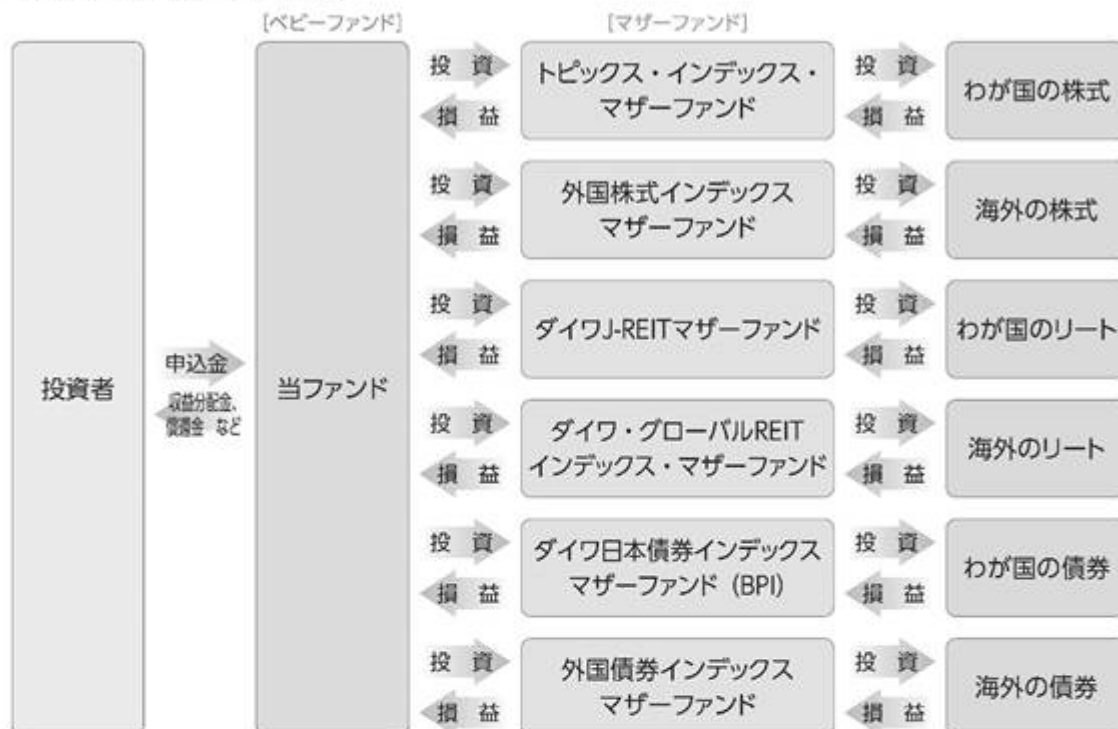 [ベビーファンド]
[マザーファンド]
投資者
申込金
収益分配金、
償還金 など
当ファンド
投 資
損 益
トピックス・インデックス・
マザーファンド
投 資
損 益
わが国の株式
投 資
損 益
外国株式インデックス
マザーファンド
投 資
損 益
海外の株式
投 資
損 益
ダイワJ-REITマザーファンド
投 資
損 益
わが国のリート
投 資
損 益
ダイワ・グローバルREIT
インデックス・マザーファンド
投 資
損 益
海外のリート
投 資
損 益
ダイワ日本債券インデックス
マザーファンド（BPI）
投 資
損 益
わが国の債券
投 資
損 益
外国債券インデックス
マザーファンド
投 資
損 益
海外の債券